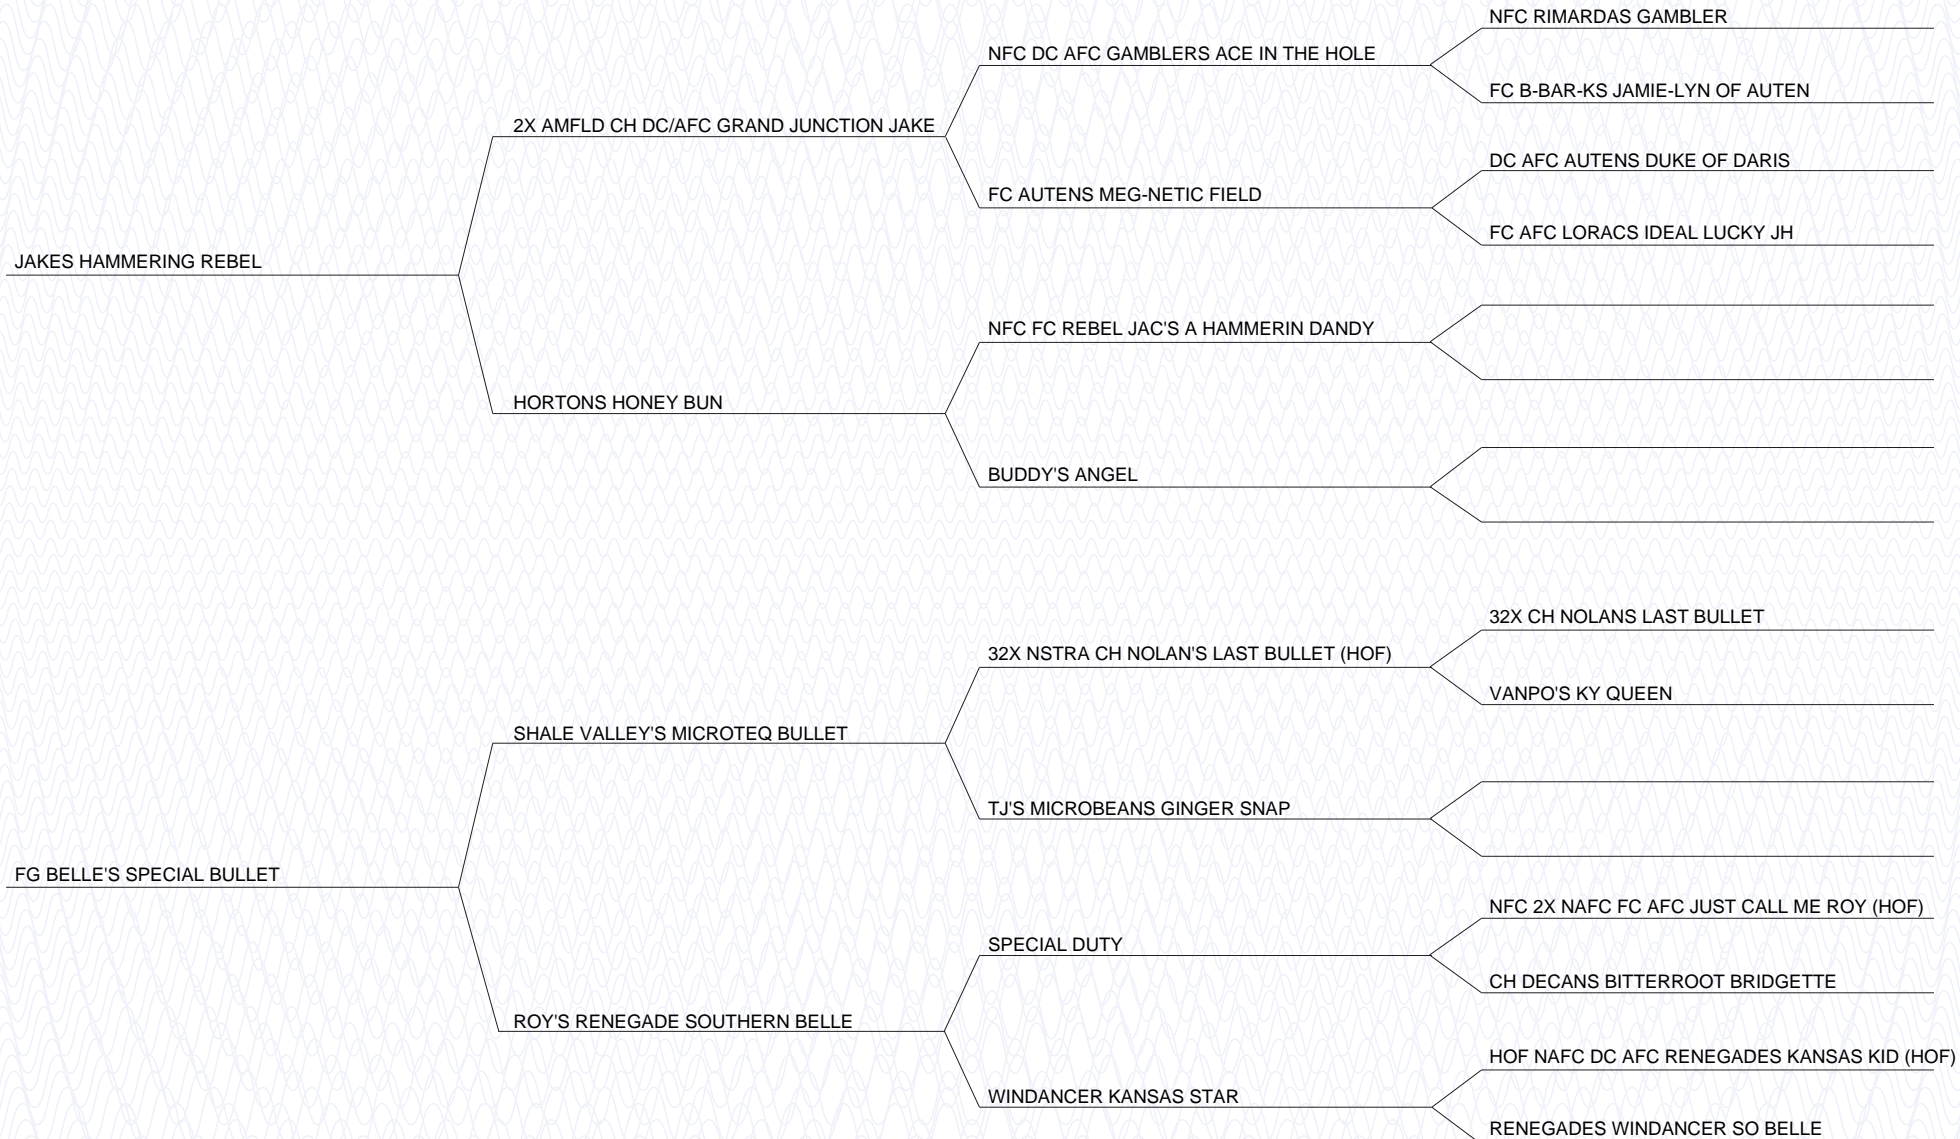 NFC RIMARDAS GAMBLER
NFC DC AFC GAMBLERS ACE IN THE HOLE
FC B-BAR-KS JAMIE-LYN OF AUTEN
2X AMFLD CH DC/AFC GRAND JUNCTION JAKE
DC AFC AUTENS DUKE OF DARIS
FC AUTENS MEG-NETIC FIELD
FC AFC LORACS IDEAL LUCKY JH
JAKES HAMMERING REBEL
NFC FC REBEL JAC'S A HAMMERIN DANDY
HORTONS HONEY BUN
BUDDY'S ANGEL
32X CH NOLANS LAST BULLET
32X NSTRA CH NOLAN'S LAST BULLET (HOF)
VANPO'S KY QUEEN
SHALE VALLEY'S MICROTEQ BULLET
TJ'S MICROBEANS GINGER SNAP
FG BELLE'S SPECIAL BULLET
NFC 2X NAFC FC AFC JUST CALL ME ROY (HOF)
SPECIAL DUTY
CH DECANS BITTERROOT BRIDGETTE
ROY'S RENEGADE SOUTHERN BELLE
HOF NAFC DC AFC RENEGADES KANSAS KID (HOF)
WINDANCER KANSAS STAR
RENEGADES WINDANCER SO BELLE